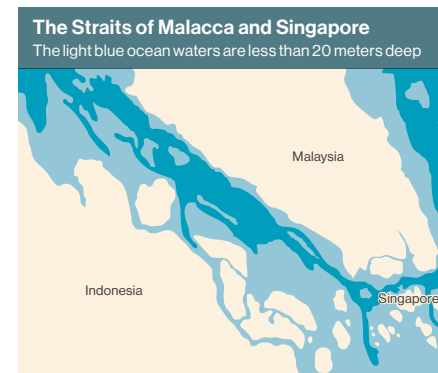 The Straits of Malacca and Singapore
The light blue ocean waters are less than 20 meters deep
Malaysia
Indonesia
Singapore